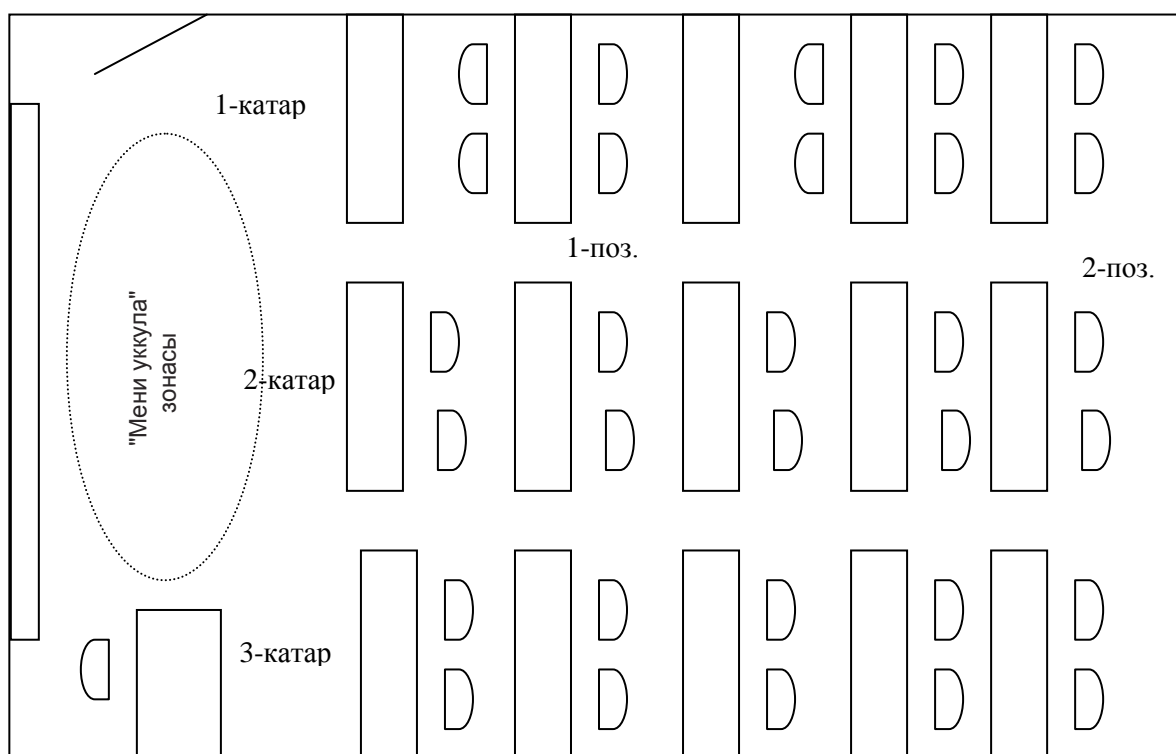 1-катар
1-поз.
2-поз.
"Мени уккула"
зонасы
2-катар
3-катар